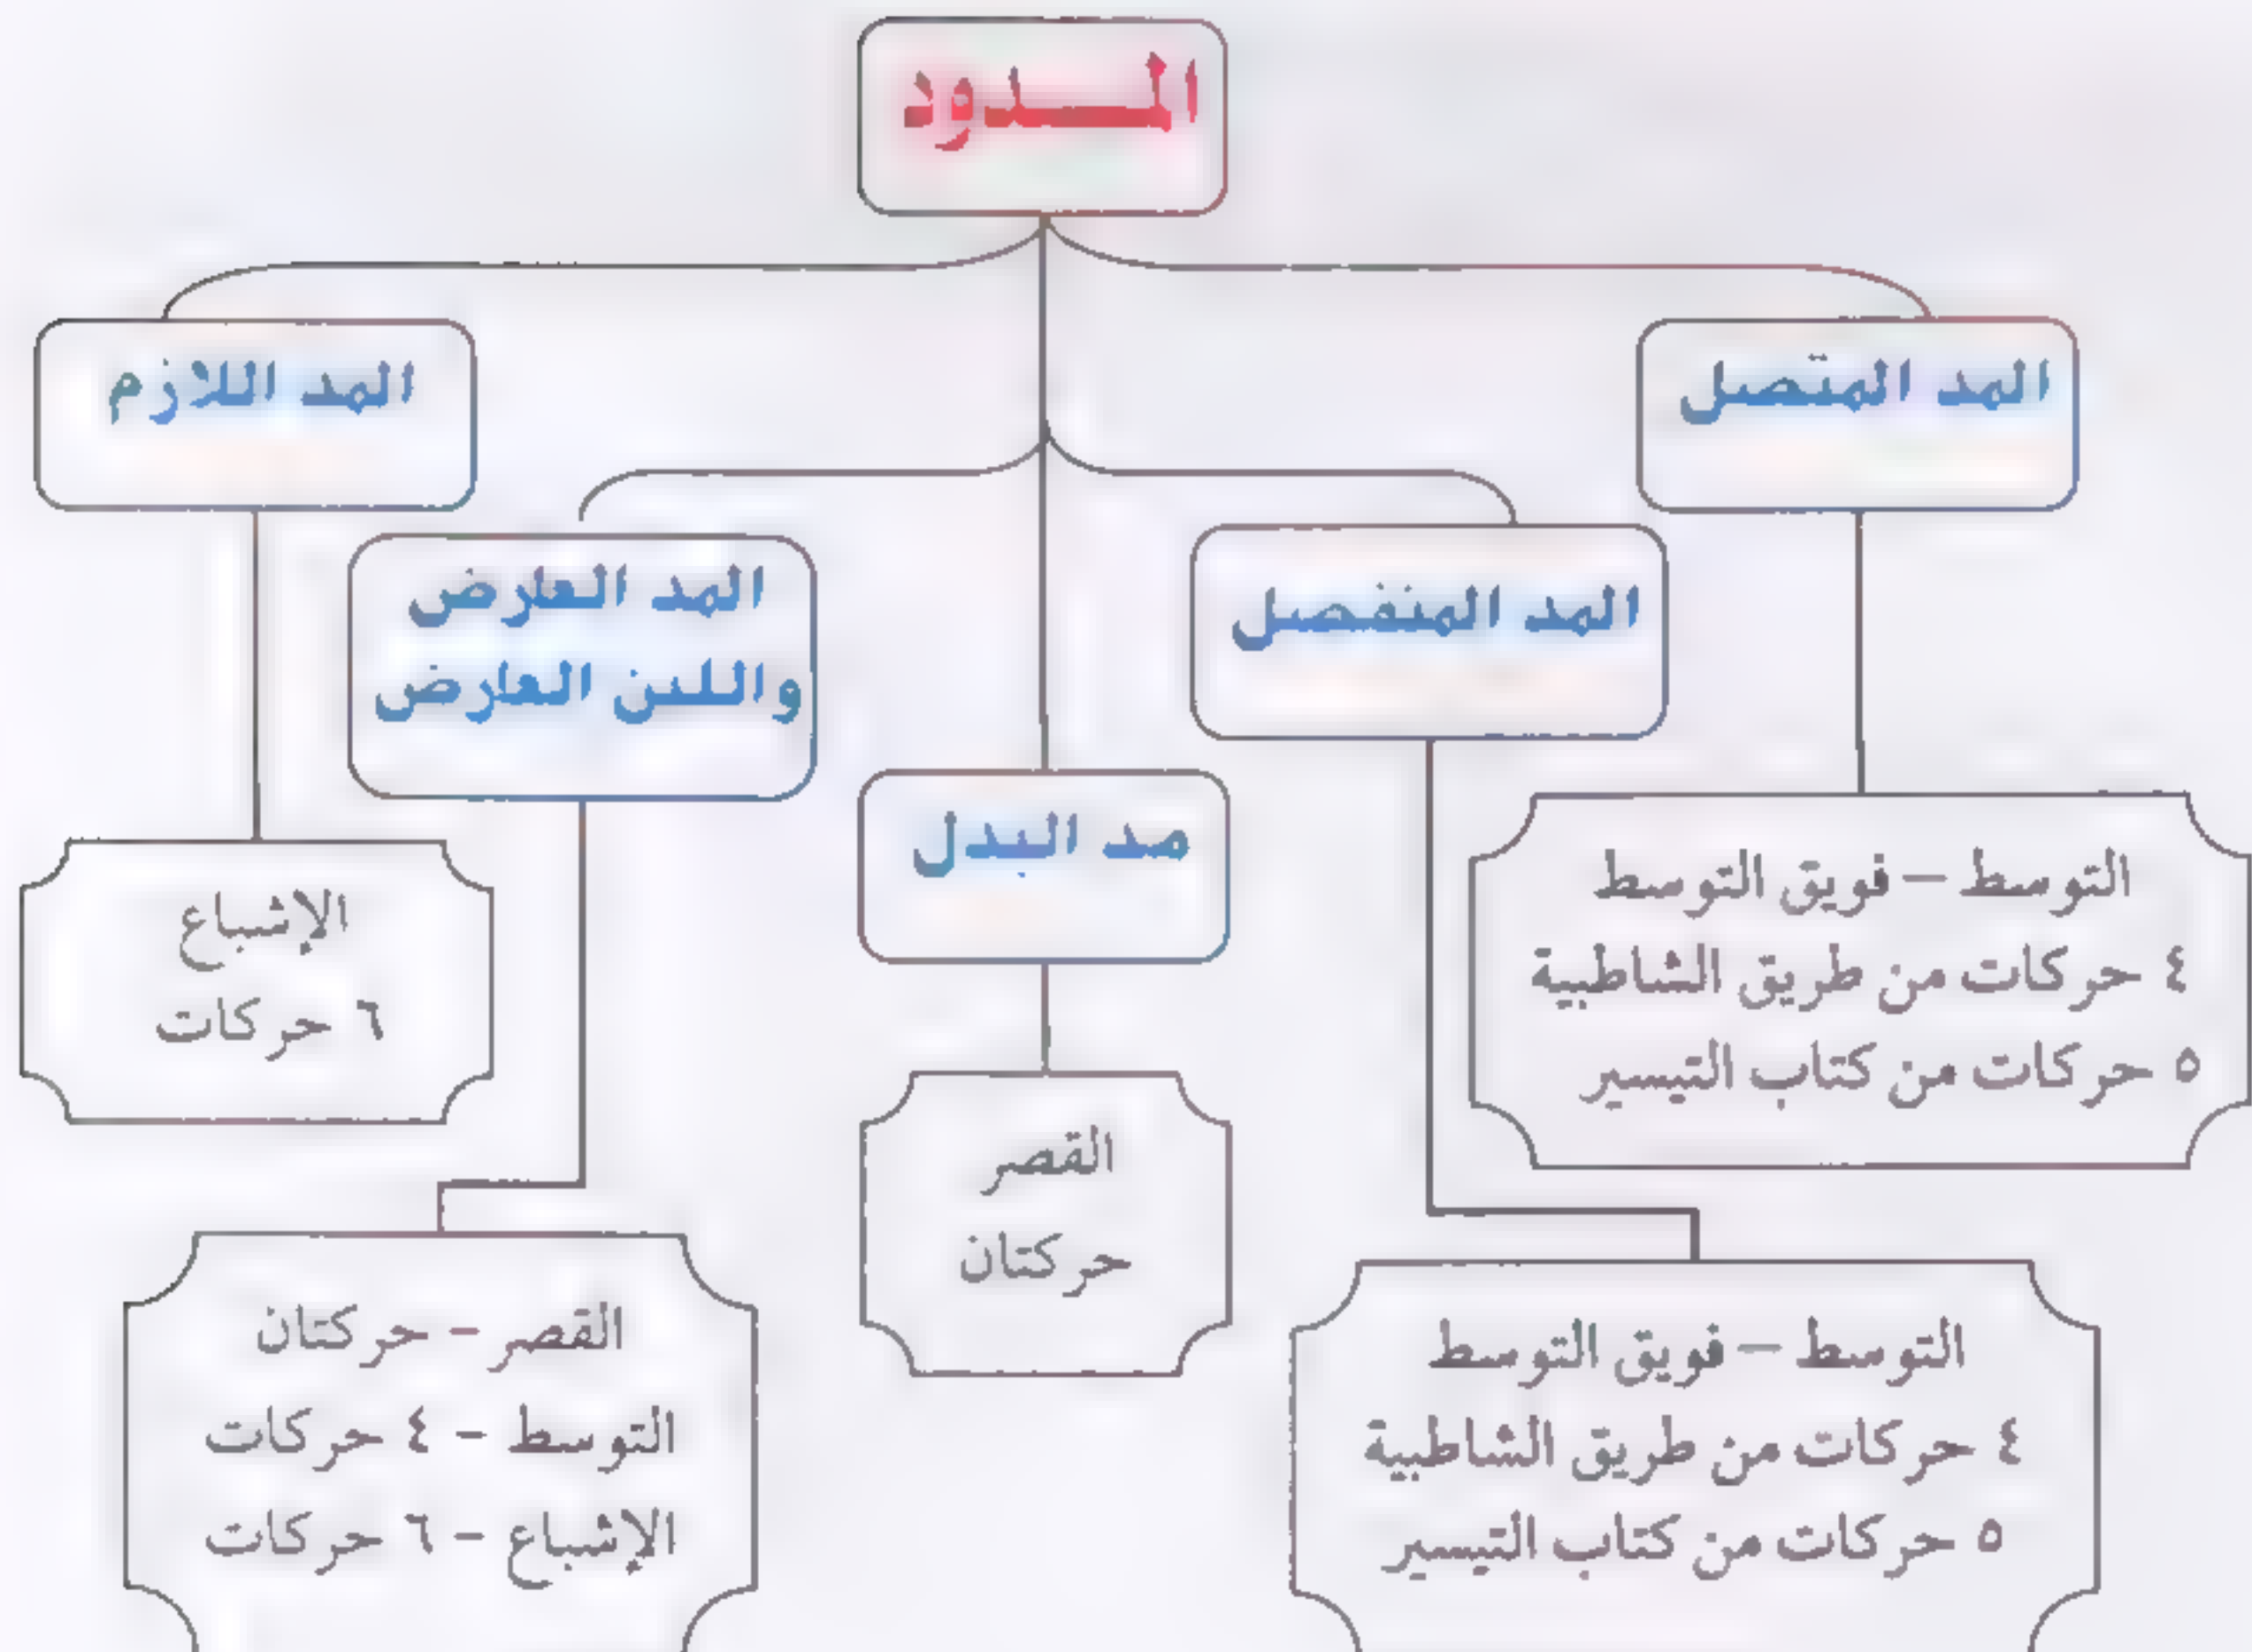 المدود
المد المتصل
المد اللازم
المد المنفصل
المد العارض
واللين العارض
مد البدل
التوسط – فويق التوسط
٤ حركات من طريق الشاطبية
٥ حركات من كتاب التيسير
الإشباع
٦ حركات
القصر
حركتان
التوسط – فويق التوسط
٤ حركات من طريق الشاطبية
٥ حركات من كتاب التيسير
القصر – حركتان
التوسط – ٤ حركات
الإشباع – ٦ حركات